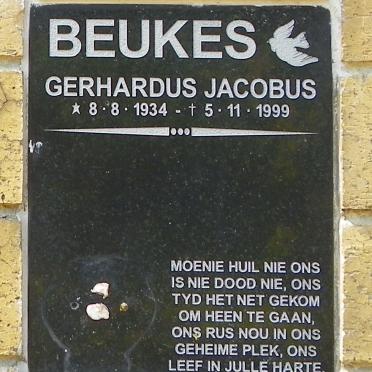 BEUKES
GERHARDUS JACOBUS
★ 8·8·1934 - † 5·11·1999
MOENIE HUIL NIE ONS
IS NIE DOOD NIE, ONS
TYD HET NET GEKOM
OM HEEN TE GAAN,
ONS RUS NOU IN ONS
GEHEIME PLEK, ONS
LEEF IN JULLE HARTE.